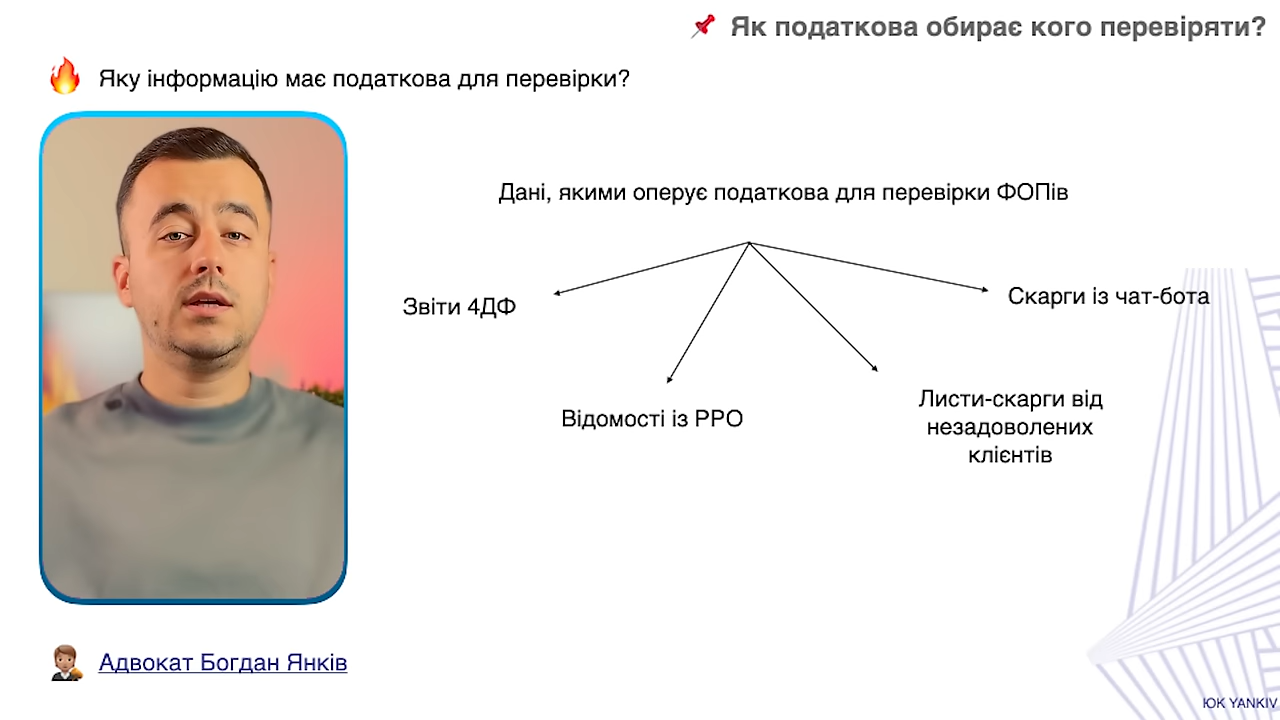 Як податкова обирає кого перевіряти?
Яку інформацію має податкова для перевірки?
Дані, якими оперує податкова для перевірки ФОПів
Звіти 4ДФ
Скарги із чат-бота
Відомості із РРО
Листи-скарги від
незадоволених
клієнтів
Адвокат Богдан Янків
ЮК YANKIV